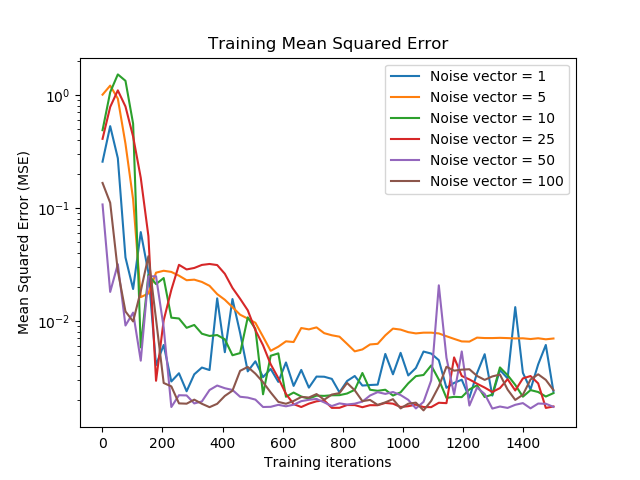 Training Mean Squared Error
Mean Squared Error (MSE)
10⁰
10⁻¹
10⁻²
Noise vector = 1
Noise vector = 5
Noise vector = 10
Noise vector = 25
Noise vector = 50
Noise vector = 100
0 200 400 600 800 1000 1200 1400
Training iterations